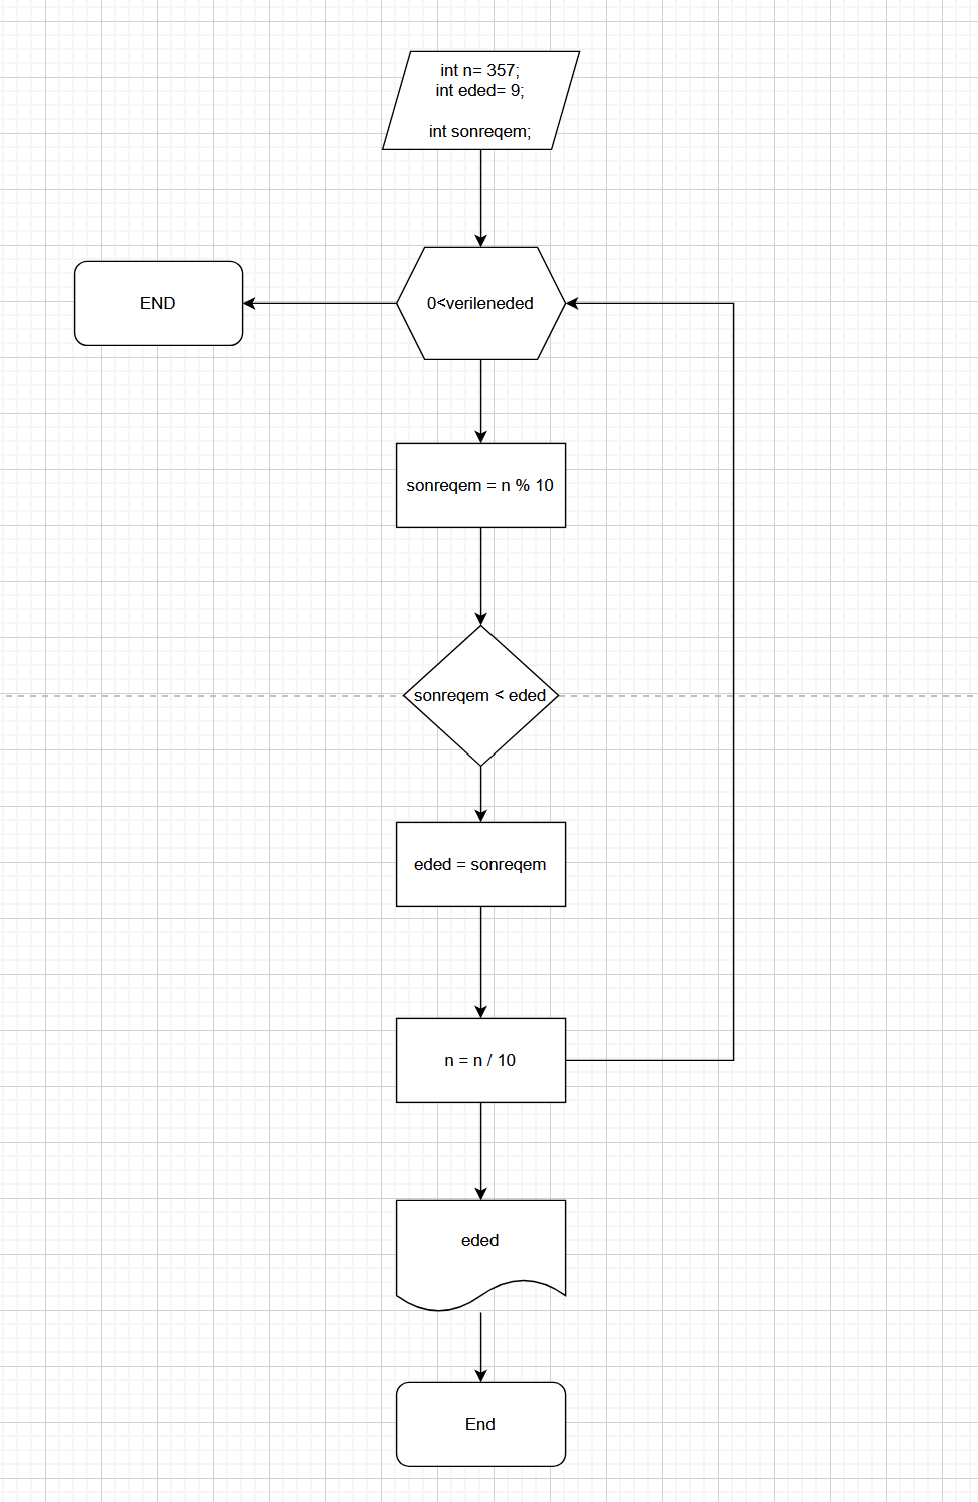 int n= 357;
int eded= 9;
int sonreqem;
END
0<verileneded
sonreqem = n % 10
sonreqem < eded
eded = sonreqem
n = n / 10
eded
End